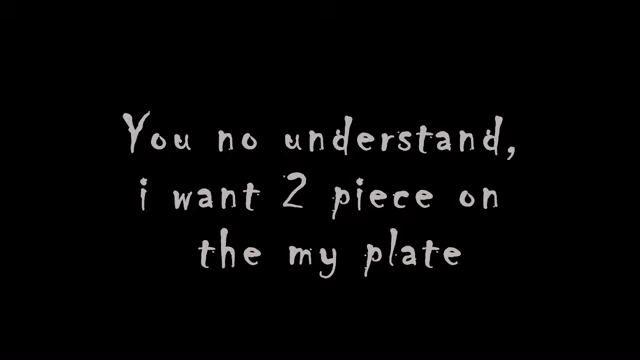 You no understand,
i want 2 piece on
the my plate